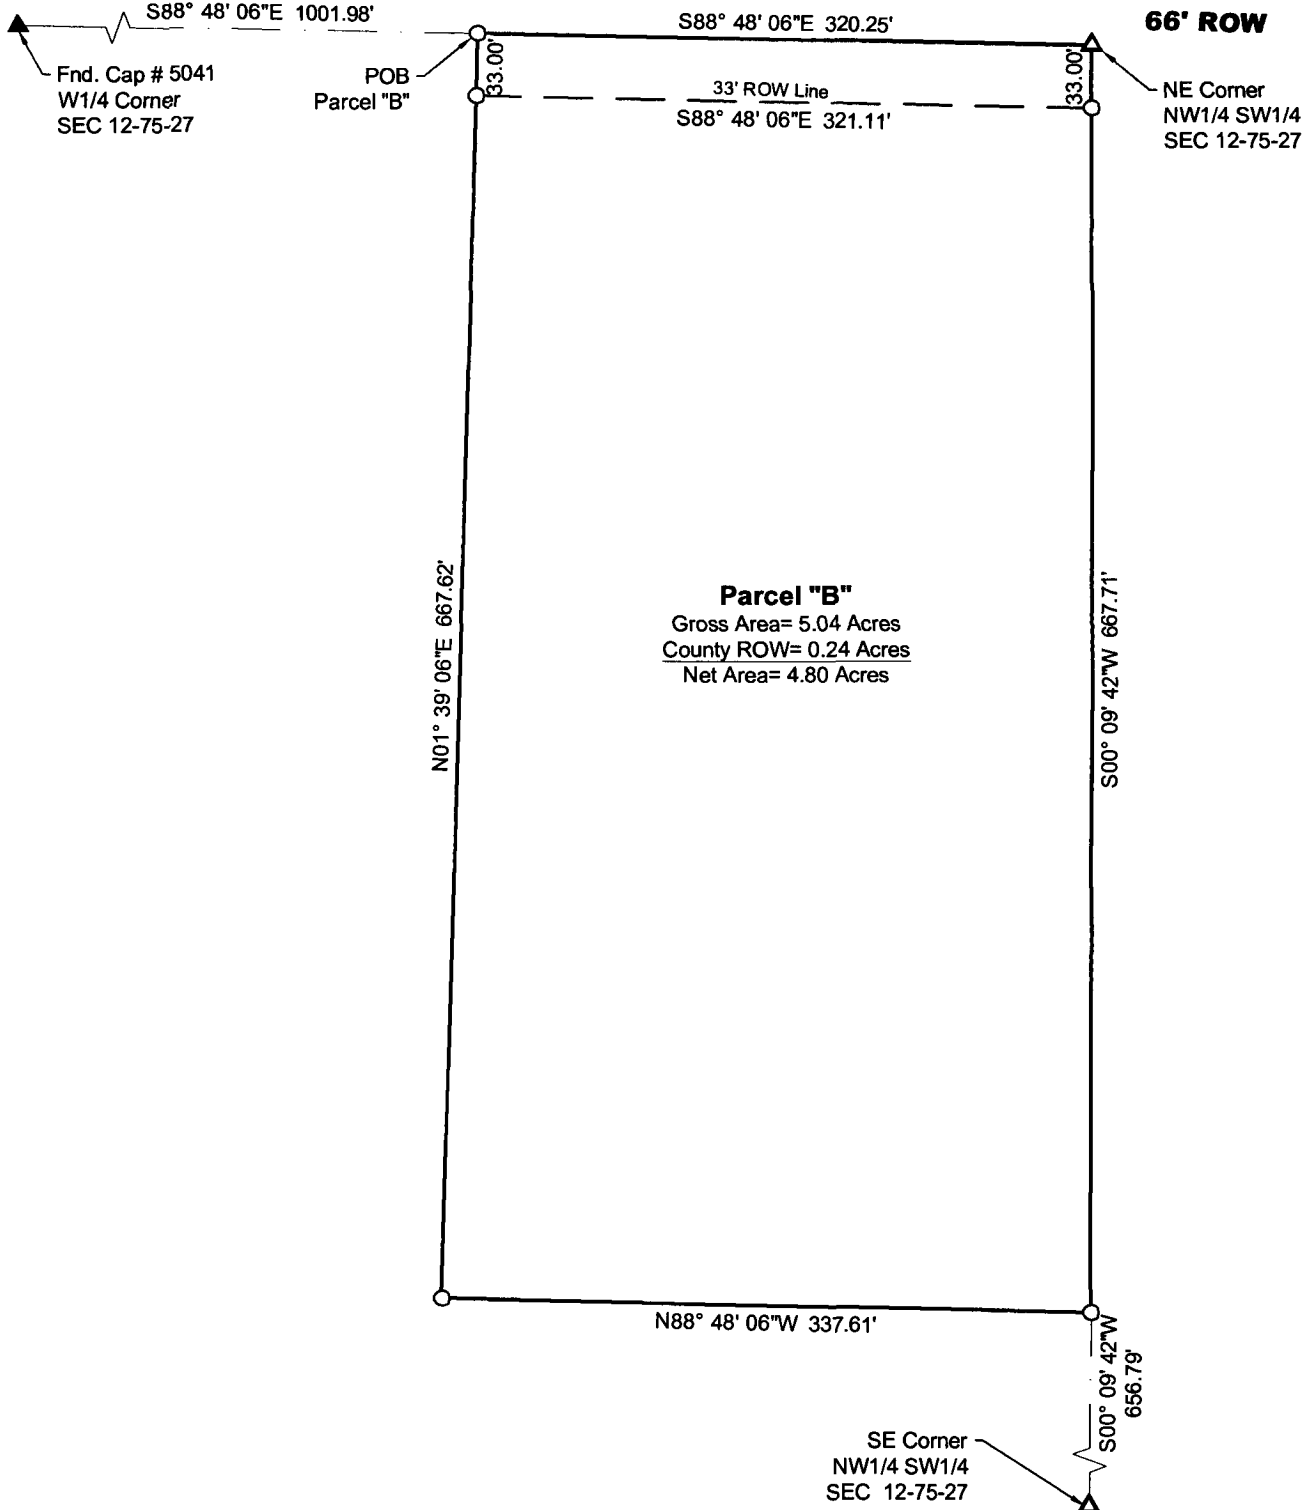 S88° 48' 06"E 1001.98'
S88° 48' 06"E 320.25'
66' ROW
Fnd. Cap # 5041
W1/4 Corner
SEC 12-75-27
POB
Parcel "B"
33.00'
33' ROW Line
S88° 48' 06"E 321.11'
33.00'
NE Corner
NW1/4 SW1/4
SEC 12-75-27
N01° 39' 06"E 667.62'
Parcel "B"
Gross Area= 5.04 Acres
County ROW= 0.24 Acres
Net Area= 4.80 Acres
S00° 09' 42"W 667.71'
N88° 48' 06"W 337.61'
S00° 09' 42"W
656.79'
SE Corner
NW1/4 SW1/4
SEC 12-75-27